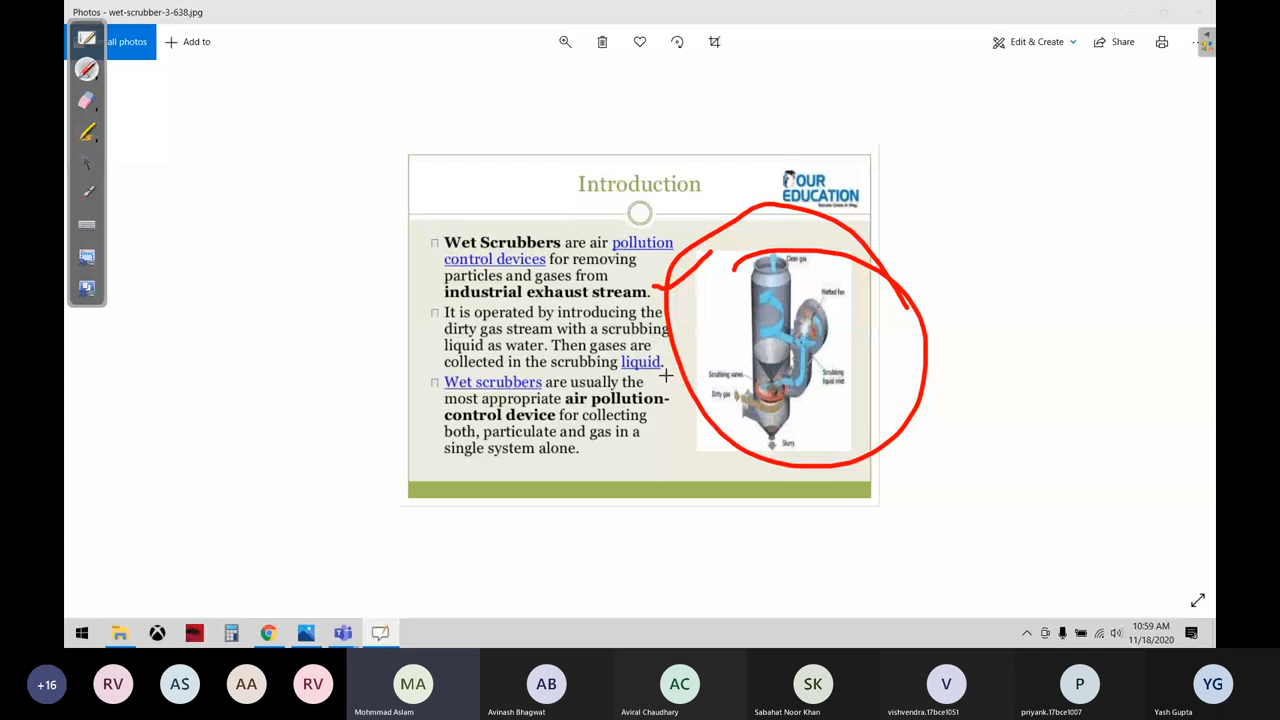 Photos - wet-scrubber-3-638.jpg
all photos
Add to
Edit & Create
Share
Introduction
OUR
EDUCATION
Wet Scrubbers are air pollution
control devices for removing
particles and gases from
industrial exhaust stream.
It is operated by introducing the
dirty gas stream with a scrubbing
liquid as water. Then gases are
collected in the scrubbing liquid.
Wet scrubbers are usually the
most appropriate air pollution-
control device for collecting
both, particulate and gas in a
single system alone.
Clean gas
Wetted fan
Scrubbing vanes
Scrubbing
liquid inlet
Dirty gas
Slurry
10:59 AM
11/18/2020
+16
RV
AS
AA
RV
MA
AB
AC
SK
V
P
YG
Mohmmad Aslam
Avinash Bhagwat
Aviral Chaudhary
Sabahat Noor Khan
vishvendra.17bce1051
priyank.17bce1007
Yash Gupta